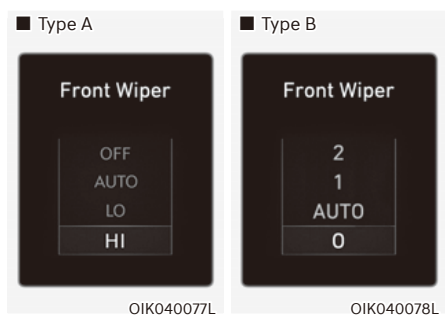 ■ Type A
Front Wiper
OFF
AUTO
LO
HI
OIK040077L
■ Type B
Front Wiper
2
1
AUTO
0
OIK040078L